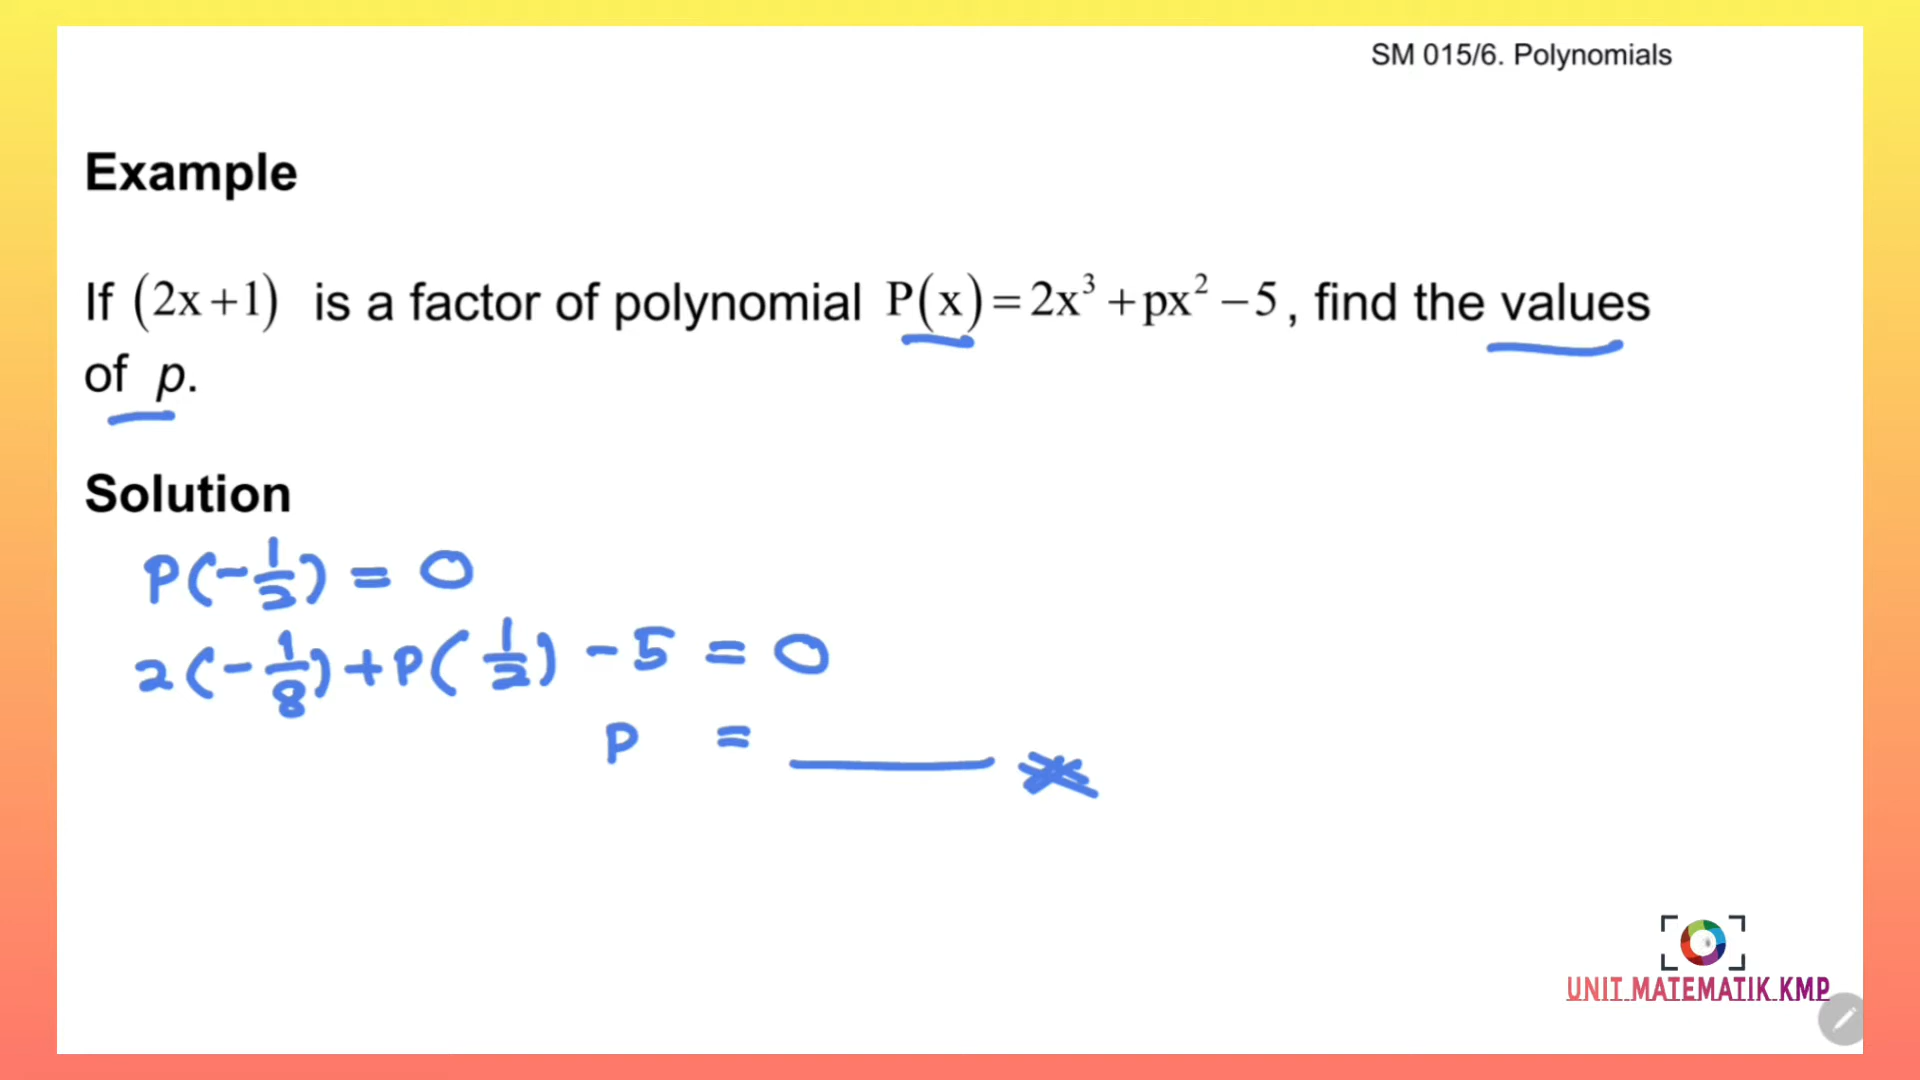 SM 015/6. Polynomials
Example
If (2x+1) is a factor of polynomial P(x)=2x³+px²−5, find the values
of p.
Solution
P(-1/2) = 0
2(-1/8)+P(1/2) - 5 = 0
P = ______
UNIT MATEMATIK KMP